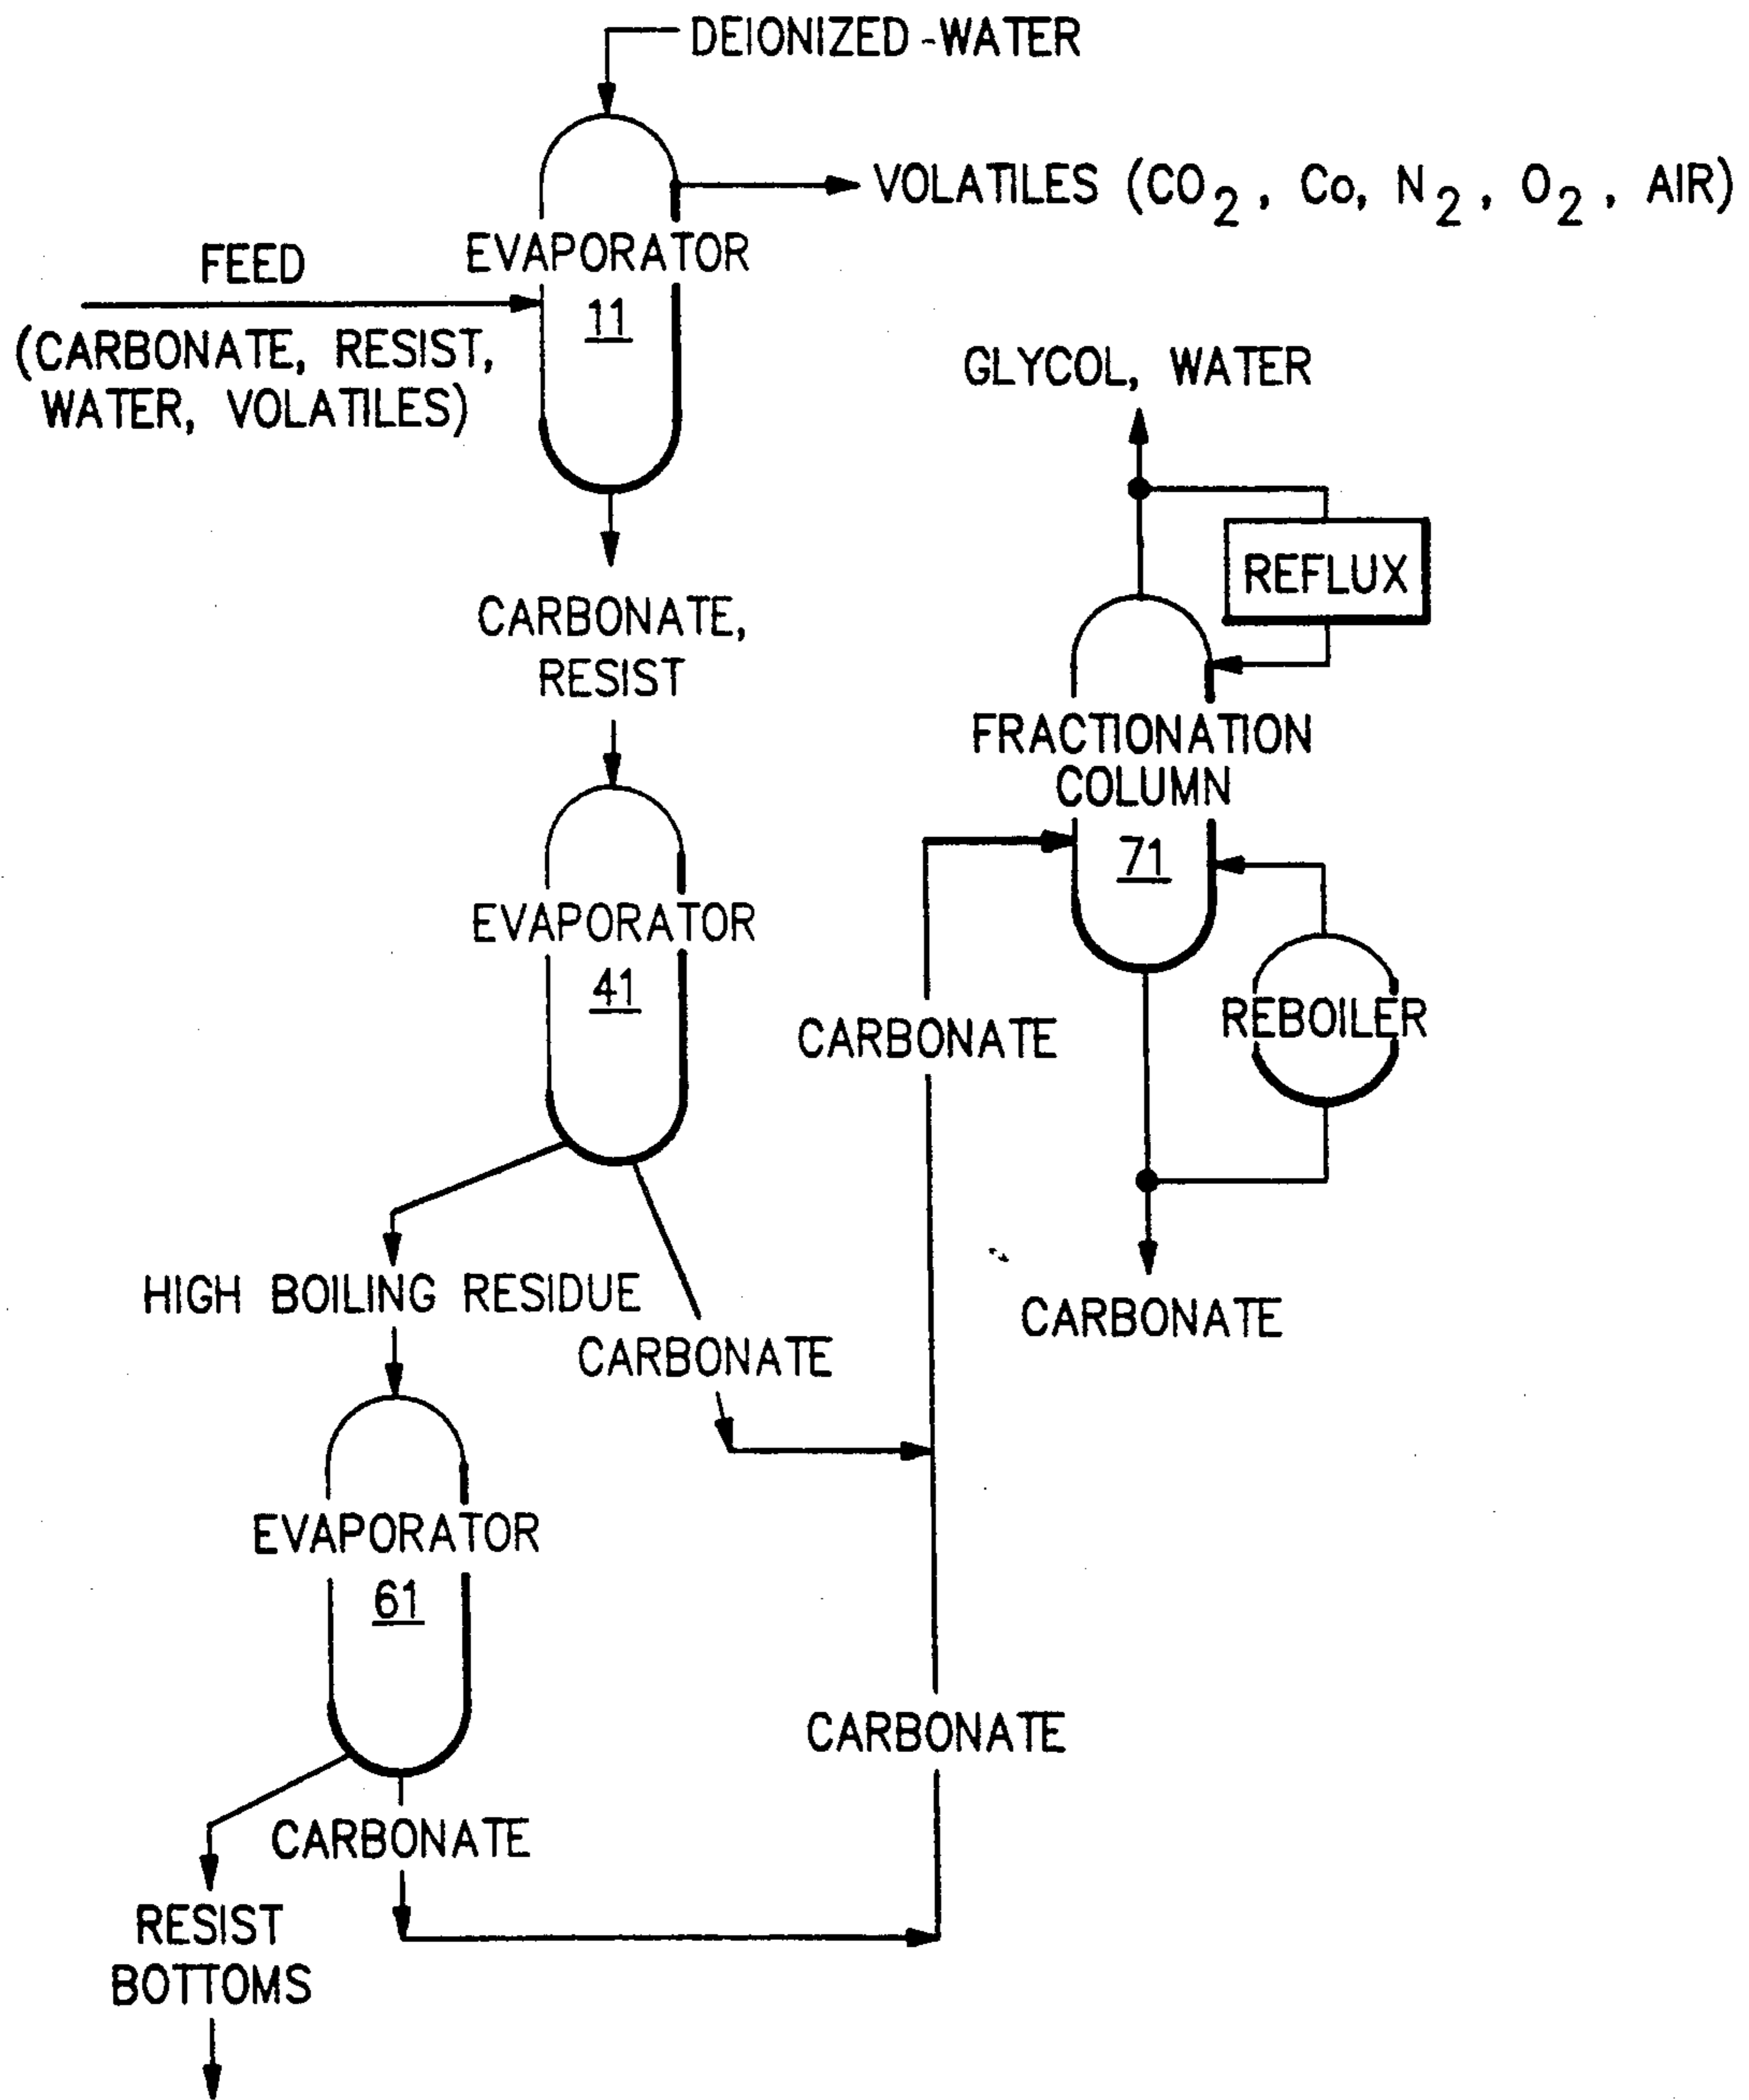 DEIONIZED-WATER
VOLATILES (CO2, Co, N2, O2, AIR)
EVAPORATOR
11
FEED
(CARBONATE, RESIST,
WATER, VOLATILES)
CARBONATE,
RESIST
EVAPORATOR
41
HIGH BOILING RESIDUE
CARBONATE
EVAPORATOR
61
RESIST
BOTTOMS
CARBONATE
CARBONATE
CARBONATE
GLYCOL, WATER
REFLUX
FRACTIONATION
COLUMN
71
REBOILER
CARBONATE